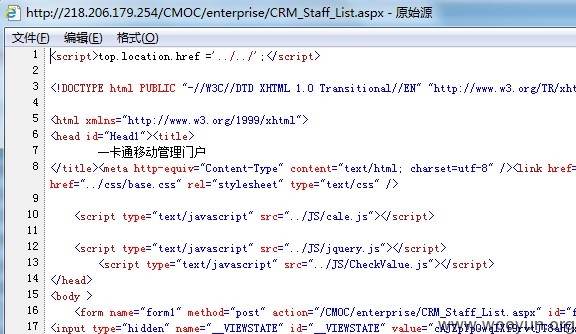 http://218.206.179.254/CMOC/enterprise/CRM_Staff_List.aspx - 原始源
文件(F) 编辑(E) 格式(O)
1 <script>top.location.href ='../../';</script>
2
3 <!DOCTYPE html PUBLIC "-//W3C//DTD XHTML 1.0 Transitional//EN" "http://www.w3.org/TR/xh
4
5 <html xmlns="http://www.w3.org/1999/xhtml">
6 <head id="Head1"><title>
7 一卡通移动管理门户
8 </title><meta http-equiv="Content-Type" content="text/html; charset=utf-8" /><link href=
href="../css/base.css" rel="stylesheet" type="text/css" />
9
10 <script type="text/javascript" src="../JS/cale.js"></script>
11
12 <script type="text/javascript" src="../JS/jquery.js"></script>
13 <script type="text/javascript" src="../JS/CheckValue.js"></script>
14 </head>
15 <body >
16 <form name="form1" method="post" action="/CMOC/enterprise/CRM_Staff_List.aspx" id="f
<input type="hidden" name="__VIEWSTATE" id="__VIEWSTATE" value=
www.wooyun.org